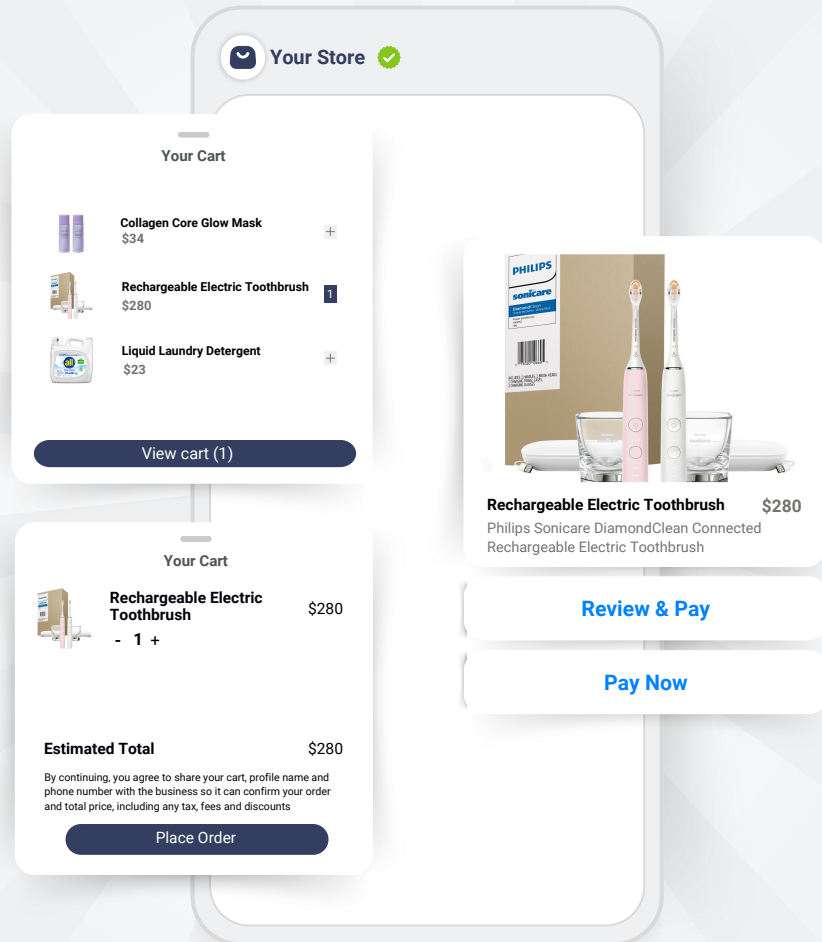 Your Store
Your Cart
Collagen Core Glow Mask
$34
+
Rechargeable Electric Toothbrush
$280
1
Liquid Laundry Detergent
$23
+
View cart (1)
Your Cart
Rechargeable Electric
Toothbrush
$280
- 1 +
Estimated Total
$280
By continuing, you agree to share your cart, profile name and
phone number with the business so it can confirm your order
and total price, including any tax, fees and discounts
Place Order
PHILIPS
sonicare
DiamondClean
Rechargeable Electric Toothbrush
$280
Philips Sonicare DiamondClean Connected
Rechargeable Electric Toothbrush
Review & Pay
Pay Now
all